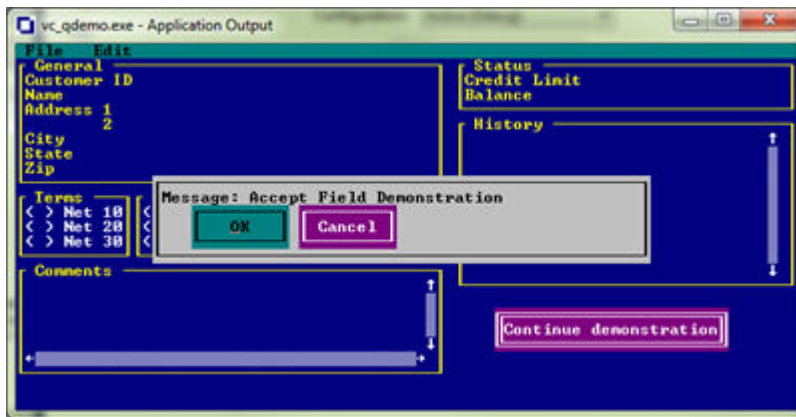 vc_qdemo.exe - Application Output
File Edit
General
Customer ID
Name
Address 1
2
City
State
Zip
Status
Credit Limit
Balance
History
Message: Accept Field Demonstration
OK Cancel
Terms
( ) Net 10 (
( ) Net 20 (
( ) Net 30 (
Comments
Continue demonstration